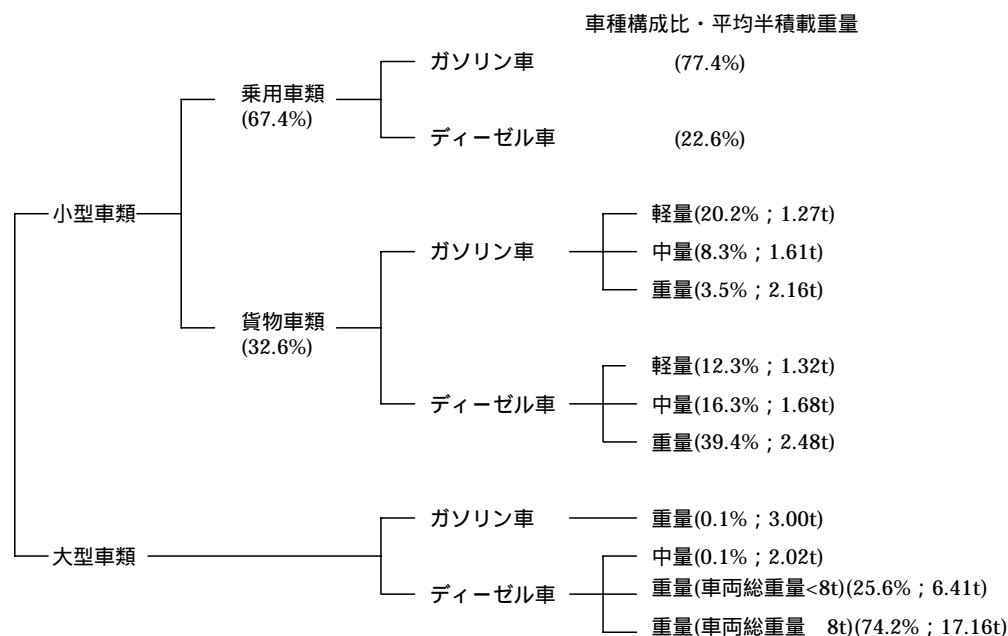 車種構成比・平均半積載重量
ガソリン車 (77.4%)
乗用車類
(67.4%)
ディーゼル車 (22.6%)
小型車類
軽量(20.2%；1.27t)
ガソリン車 中量(8.3%；1.61t)
重量(3.5%；2.16t)
貨物車類
(32.6%)
軽量(12.3%；1.32t)
ディーゼル車 中量(16.3%；1.68t)
重量(39.4%；2.48t)
ガソリン車 重量(0.1%；3.00t)
大型車類 中量(0.1%；2.02t)
ディーゼル車 重量(車両総重量<8t)(25.6%；6.41t)
重量(車両総重量　8t)(74.2%；17.16t)